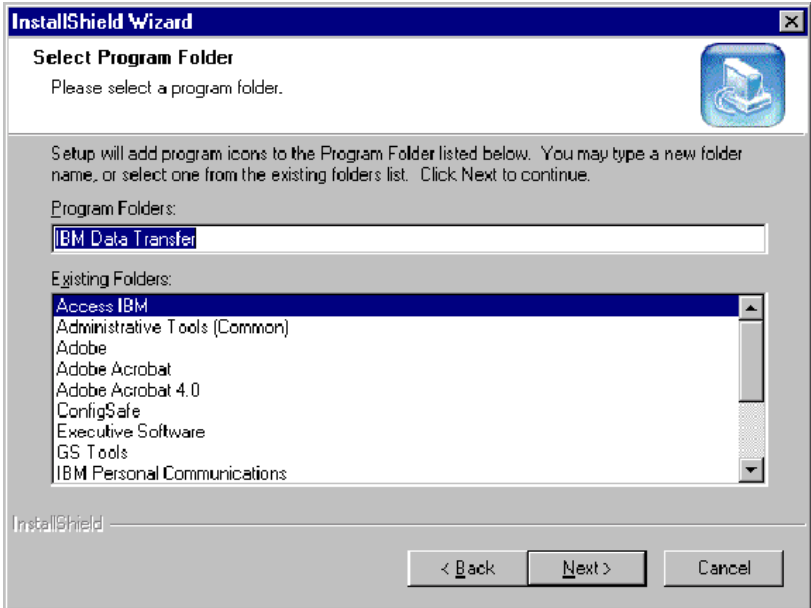 InstallShield Wizard
Select Program Folder
Please select a program folder.
Setup will add program icons to the Program Folder listed below.  You may type a new folder
name, or select one from the existing folders list.  Click Next to continue.
Program Folders:
IBM Data Transfer
Existing Folders:
Access IBM
Administrative Tools (Common)
Adobe
Adobe Acrobat
Adobe Acrobat 4.0
ConfigSafe
Executive Software
GS Tools
IBM Personal Communications
InstallShield
< Back   Next >   Cancel